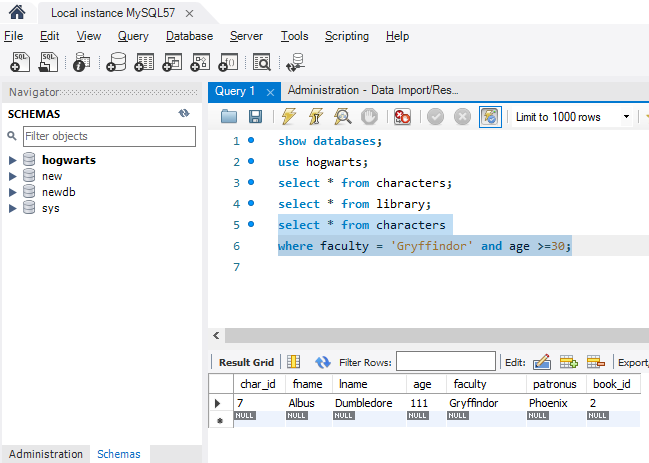 Local instance MySQL57 ×
File Edit View Query Database Server Tools Scripting Help
Navigator
SCHEMAS
Filter objects
hogwarts
new
newdb
sys
Administration Schemas
Query 1 × Administration - Data Import/Res...
Limit to 1000 rows
1 show databases;
2 use hogwarts;
3 select * from characters;
4 select * from library;
5 select * from characters
6 where faculty = 'Gryffindor' and age >=30;
7
Result Grid Filter Rows: Edit: Export/
char_id fname lname age faculty patronus book_id
7 Albus Dumbledore 111 Gryffindor Phoenix 2
NULL NULL NULL NULL NULL NULL NULL